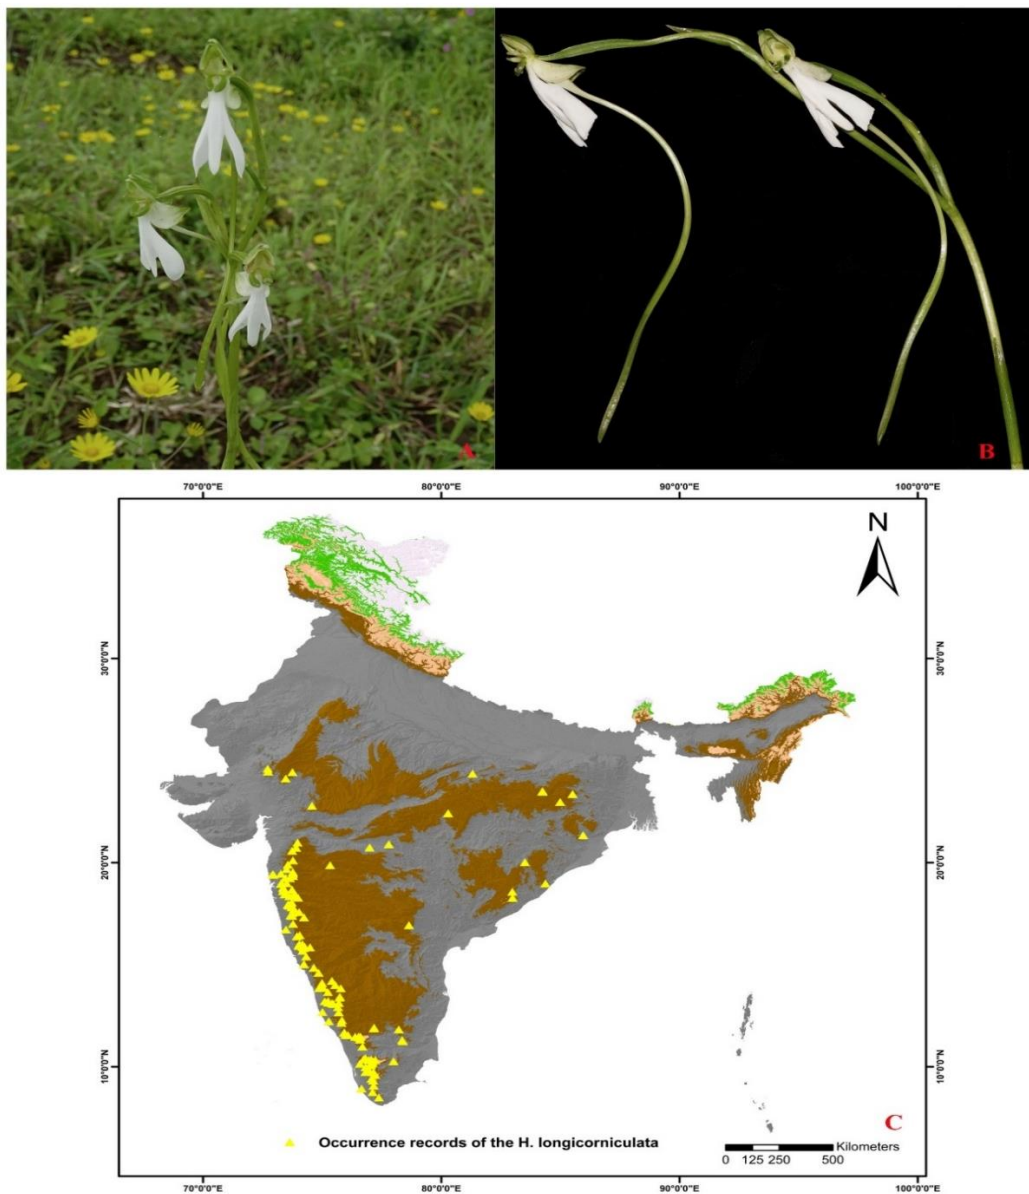 A
B
70°0'0"E 80°0'0"E 90°0'0"E 100°0'0"E
N
30°0'0"N 30°0'0"N
20°0'0"N 20°0'0"N
10°0'0"N 10°0'0"N
C
Occurrence records of the H. longicorniculata
Kilometers
0 125 250 500
70°0'0"E 80°0'0"E 90°0'0"E 100°0'0"E